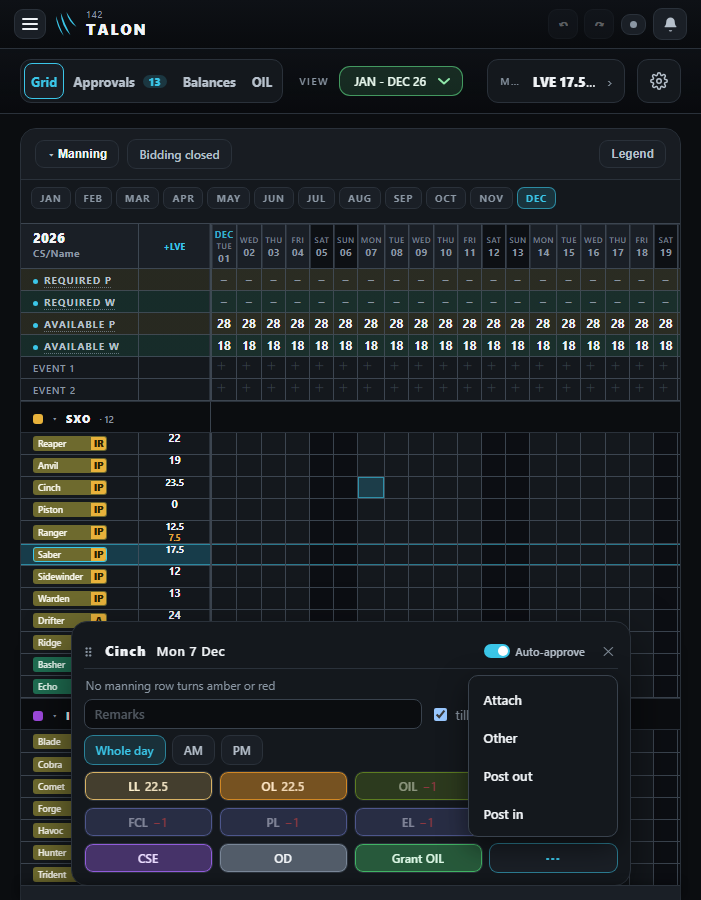 142
TALON
Grid Approvals 13 Balances OIL VIEW JAN - DEC 26 M... LVE 17.5... ›
Manning Bidding closed Legend
JAN FEB MAR APR MAY JUN JUL AUG SEP OCT NOV DEC
2026 CS/Name +LVE
DEC TUE 01 WED 02 THU 03 FRI 04 SAT 05 SUN 06 MON 07 TUE 08 WED 09 THU 10 FRI 11 SAT 12 SUN 13 MON 14 TUE 15 WED 16 THU 17 FRI 18 SAT 19
REQUIRED P – – – – – – – – – – – – – – – – – – –
REQUIRED W – – – – – – – – – – – – – – – – – – –
AVAILABLE P 28 28 28 28 28 28 28 28 28 28 28 28 28 28 28 28 28 28 28
AVAILABLE W 18 18 18 18 18 18 18 18 18 18 18 18 18 18 18 18 18 18 18
EVENT 1 + + + + + + + + + + + + + + + + + + +
EVENT 2 + + + + + + + + + + + + + + + + + + +
SXO · 12
Reaper IR 22
Anvil IP 19
Cinch IP 23.5
Piston IP 0
Ranger IP 12.5
7.5
Saber IP 17.5
Sidewinder IP 12
Warden IP 13
Drifter 24
Ridge
Basher
Echo
Blade
Cobra
Comet
Forge
Havoc
Hunter
Trident
Cinch Mon 7 Dec Auto-approve
No manning row turns amber or red
Remarks
Whole day AM PM
LL 22.5 OL 22.5 OIL −1
FCL −1 PL −1 EL −1
CSE OD Grant OIL ---
Attach
Other
Post out
Post in